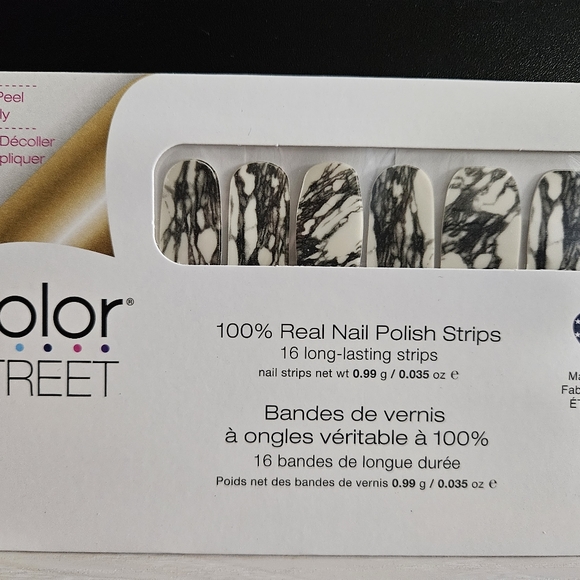 Peel
ly
Décoller
pliquer
olor®
TREET
100% Real Nail Polish Strips
16 long-lasting strips
nail strips net wt 0.99 g / 0.035 oz ℮
Bandes de vernis
à ongles véritable à 100%
16 bandes de longue durée
Poids net des bandes de vernis 0.99 g / 0.035 oz ℮
Ma
Fab
ÉT